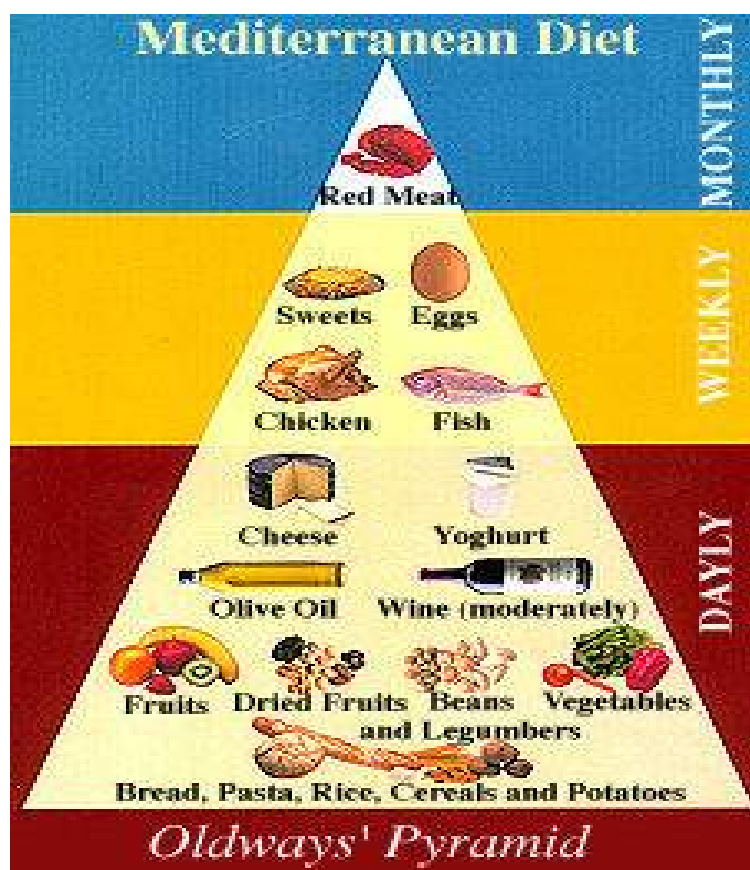 Mediterranean Diet
MONTHLY
Red Meat
WEEKLY
Sweets Eggs
Chicken Fish
DAYLY
Cheese Yoghurt
Olive Oil Wine (moderately)
Fruits Dried Fruits Beans Vegetables
and Legumbers
Bread, Pasta, Rice, Cereals and Potatoes
Oldways' Pyramid